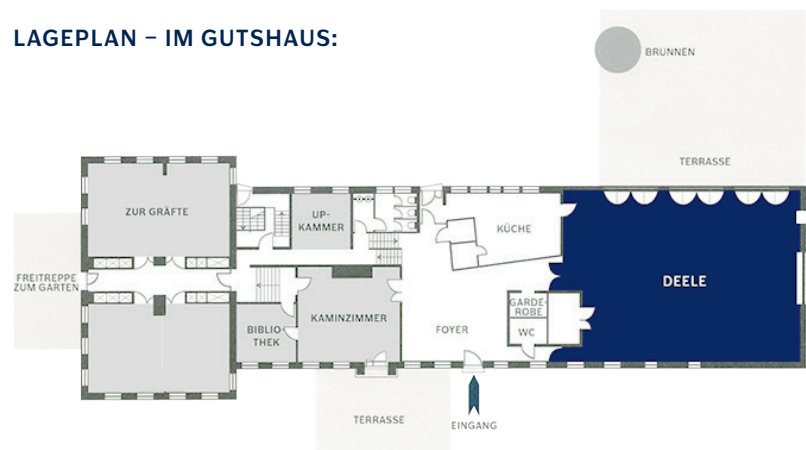 LAGEPLAN – IM GUTSHAUS:
BRUNNEN
TERRASSE
ZUR GRÄFTE
UP-
KAMMER
KÜCHE
FREITREPPE
ZUM GARTEN
DEELE
GARDE-
ROBE
KAMINZIMMER
BIBLIO-
THEK
FOYER
WC
TERRASSE
EINGANG